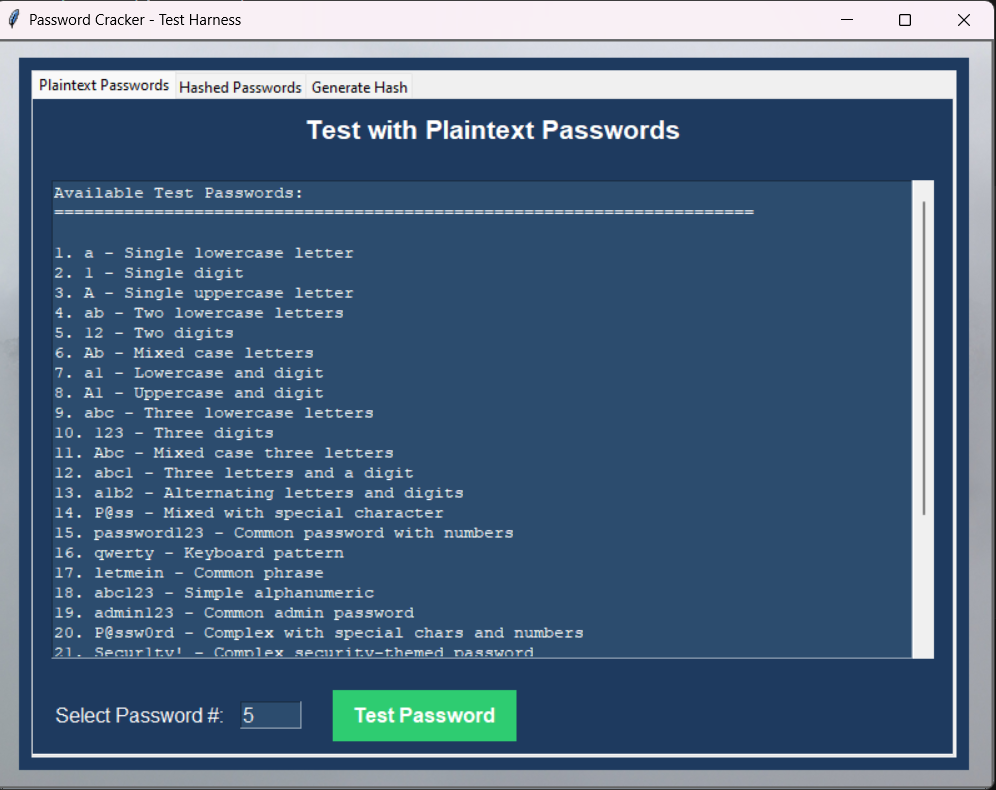 Password Cracker - Test Harness
Plaintext Passwords Hashed Passwords Generate Hash
Test with Plaintext Passwords
Available Test Passwords:
======================================================================
1. a - Single lowercase letter
2. 1 - Single digit
3. A - Single uppercase letter
4. ab - Two lowercase letters
5. 12 - Two digits
6. Ab - Mixed case letters
7. a1 - Lowercase and digit
8. A1 - Uppercase and digit
9. abc - Three lowercase letters
10. 123 - Three digits
11. Abc - Mixed case three letters
12. abc1 - Three letters and a digit
13. a1b2 - Alternating letters and digits
14. P@ss - Mixed with special character
15. password123 - Common password with numbers
16. qwerty - Keyboard pattern
17. letmein - Common phrase
18. abc123 - Simple alphanumeric
19. admin123 - Common admin password
20. P@ssw0rd - Complex with special chars and numbers
21. Secur1ty! - Complex security-themed password
Select Password #: 5 Test Password